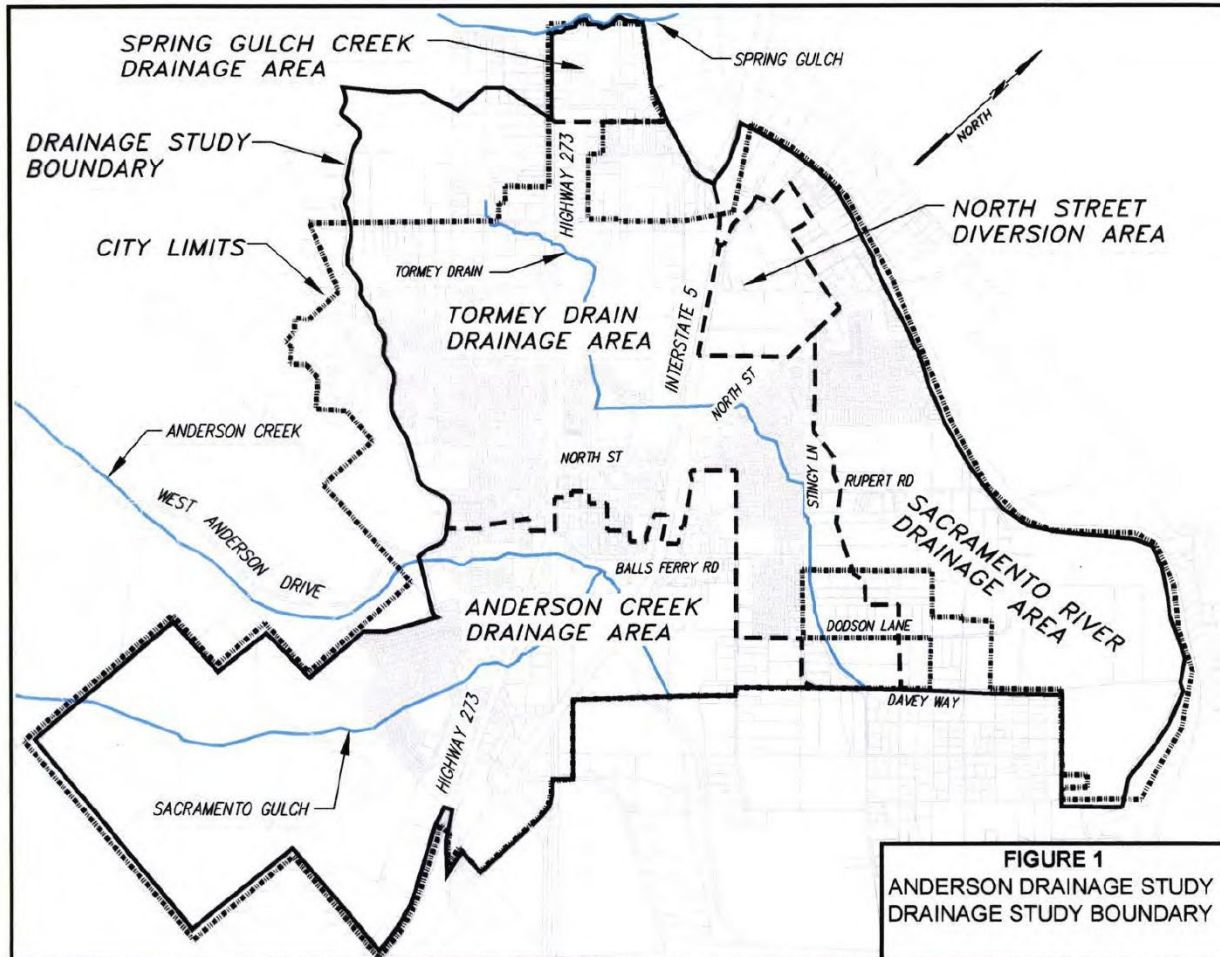 SPRING GULCH CREEK
DRAINAGE AREA
SPRING GULCH
NORTH
DRAINAGE STUDY
BOUNDARY
HIGHWAY 273
NORTH STREET
DIVERSION AREA
CITY LIMITS
TORMEY DRAIN
TORMEY DRAIN
DRAINAGE AREA
INTERSTATE 5
NORTH ST
ANDERSON CREEK
NORTH ST
STINGY LN
RUPERT RD
WEST ANDERSON DRIVE
SACRAMENTO RIVER
DRAINAGE AREA
BALLS FERRY RD
ANDERSON CREEK
DRAINAGE AREA
DODSON LANE
DAVEY WAY
HIGHWAY 273
SACRAMENTO GULCH
FIGURE 1
ANDERSON DRAINAGE STUDY
DRAINAGE STUDY BOUNDARY